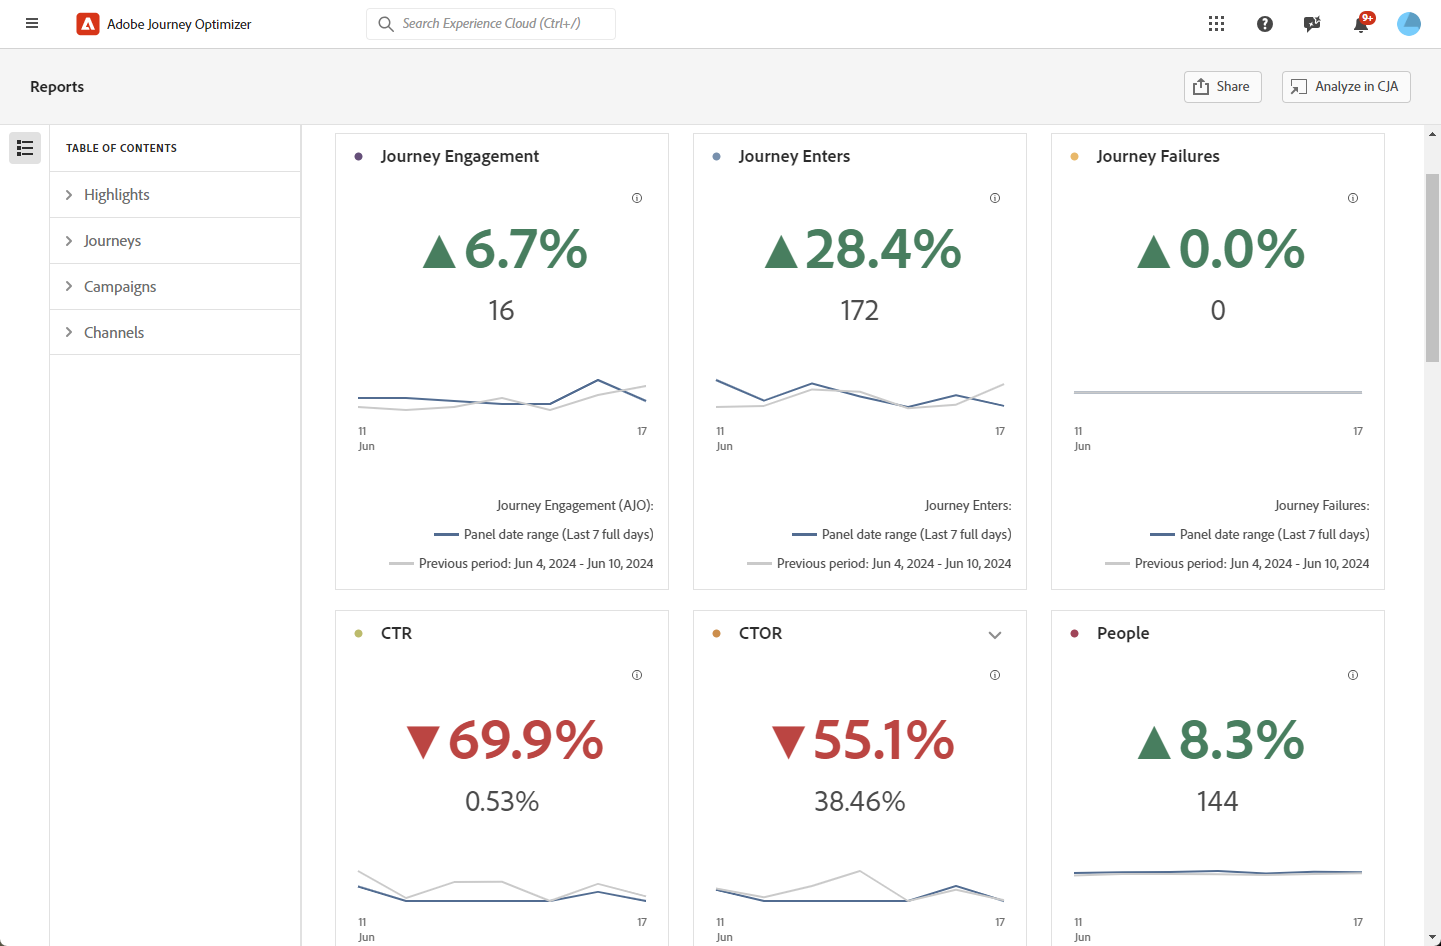 Adobe Journey Optimizer
Search Experience Cloud (Ctrl+/)
9+
Reports
Share
Analyze in CJA
TABLE OF CONTENTS
Highlights
Journeys
Campaigns
Channels
Journey Engagement
▲6.7%
16
11
Jun
17
Journey Engagement (AJO):
Panel date range (Last 7 full days)
Previous period: Jun 4, 2024 - Jun 10, 2024
Journey Enters
▲28.4%
172
11
Jun
17
Journey Enters:
Panel date range (Last 7 full days)
Previous period: Jun 4, 2024 - Jun 10, 2024
Journey Failures
▲0.0%
0
11
Jun
17
Journey Failures:
Panel date range (Last 7 full days)
Previous period: Jun 4, 2024 - Jun 10, 2024
CTR
▼69.9%
0.53%
11
Jun
17
CTOR
▼55.1%
38.46%
11
Jun
17
People
▲8.3%
144
11
Jun
17